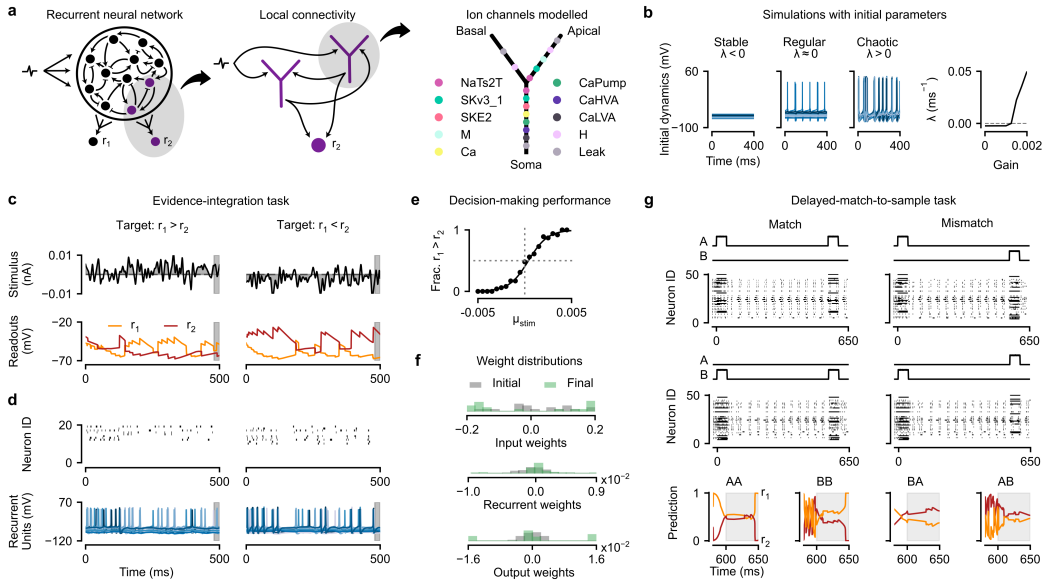 a
Recurrent neural network
Local connectivity
Ion channels modelled
Basal
Apical
r1
r2
r2
NaTs2T
SKv3_1
SKE2
M
Ca
CaPump
CaHVA
CaLVA
H
Leak
Soma
b
Simulations with initial parameters
Stable
λ < 0
Regular
λ ≈ 0
Chaotic
λ > 0
Initial dynamics (mV)
60
−100
0
400
0
400
0
400
Time (ms)
λ (ms⁻¹)
0.05
0.00
0
0.002
Gain
c
Evidence-integration task
Target: r1 > r2
Target: r1 < r2
Stimulus
(nA)
0.01
−0.01
Readouts
(mV)
−20
−70
r1
r2
0
500
0
500
d
Neuron ID
20
0
Recurrent
Units (mV)
70
−120
0
500
0
500
Time (ms)
e
Decision-making performance
Frac. r1 > r2
1
0
−0.005
0.005
μstim
f
Weight distributions
Initial
Final
−0.2
0.0
0.2
Input weights
−1.0
0.0
0.9
x10⁻²
Recurrent weights
−1.6
0.0
1.6
x10⁻²
Output weights
g
Delayed-match-to-sample task
Match
Mismatch
A
B
Neuron ID
50
0
0
650
0
650
A
B
Neuron ID
50
0
0
650
0
650
AA
BB
BA
AB
Prediction
1
0
r1
r2
600
650
600
650
600
650
600
650
Time (ms)